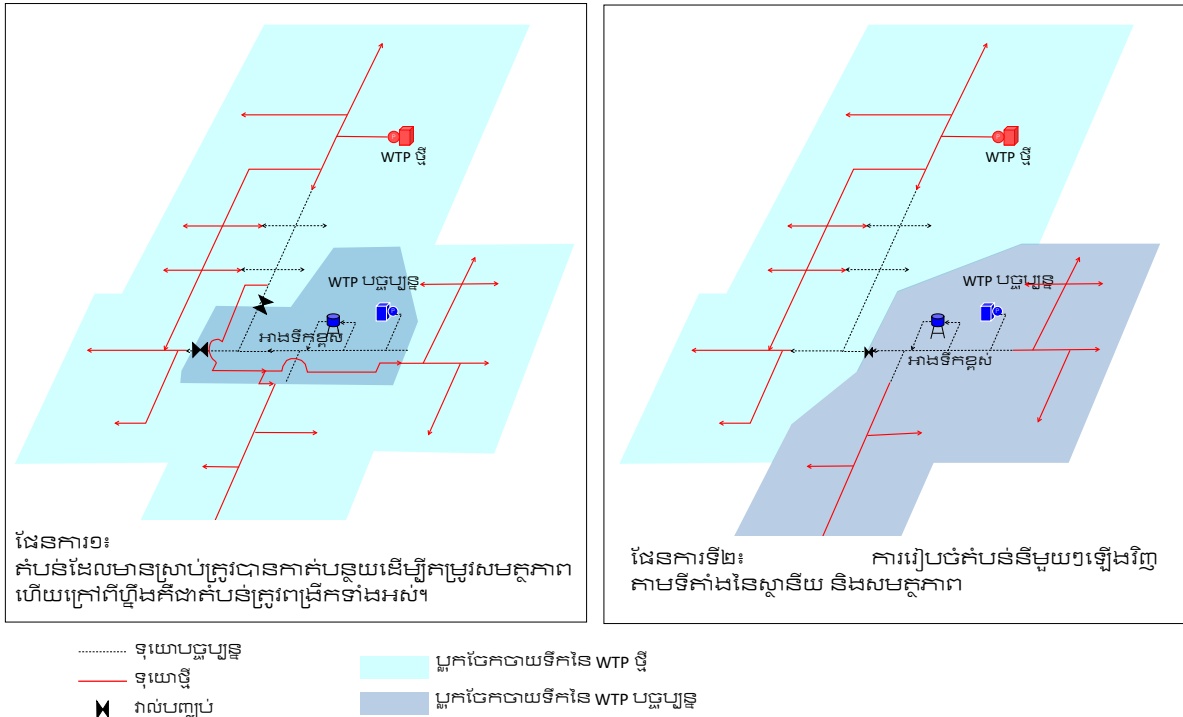 WTP ថ្មី
WTP បច្ចុប្បន្ន
អាងទឹកខ្ពស់
ផែនការ១៖
តំបន់ដែលមានស្រាប់ត្រូវបានកាត់បន្ថយដើម្បីតម្រូវសមត្ថភាព
ហើយក្រៅពីហ្នឹងគឺជាតំបន់ត្រូវពង្រីកទាំងអស់។
WTP ថ្មី
WTP បច្ចុប្បន្ន
អាងទឹកខ្ពស់
ផែនការទី២៖ ការរៀបចំតំបន់នីមួយៗឡើងវិញ
តាមទីតាំងនៃស្ថានីយ និងសមត្ថភាព
ទុយោបច្ចុប្បន្ន
ទុយោថ្មី
វ៉ាល់បញ្ឈប់
ប្លុកចែកចាយទឹកនៃ WTP ថ្មី
ប្លុកចែកចាយទឹកនៃ WTP បច្ចុប្បន្ន